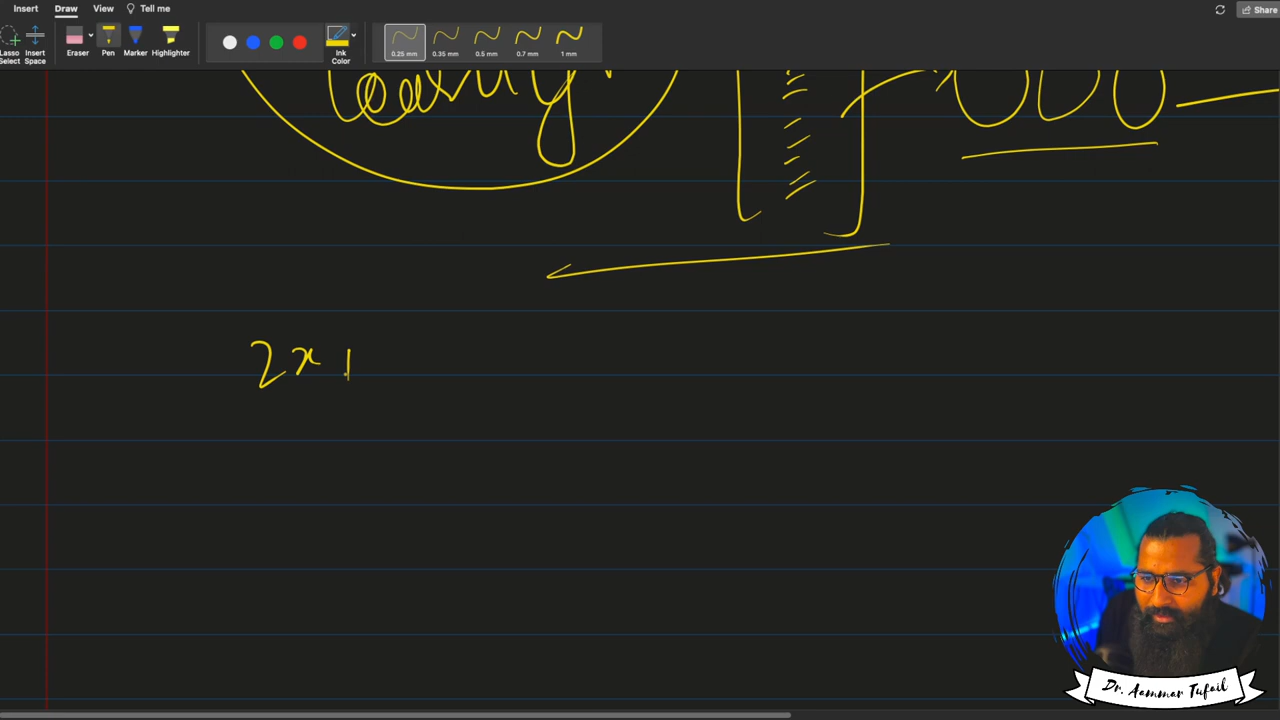 Insert Draw View Tell me Share
Lasso Select Insert Space Eraser Pen Marker Highlighter Ink Color 0.25 mm 0.35 mm 0.5 mm 0.7 mm 1 mm
2x
Dr. Aammar Tufail